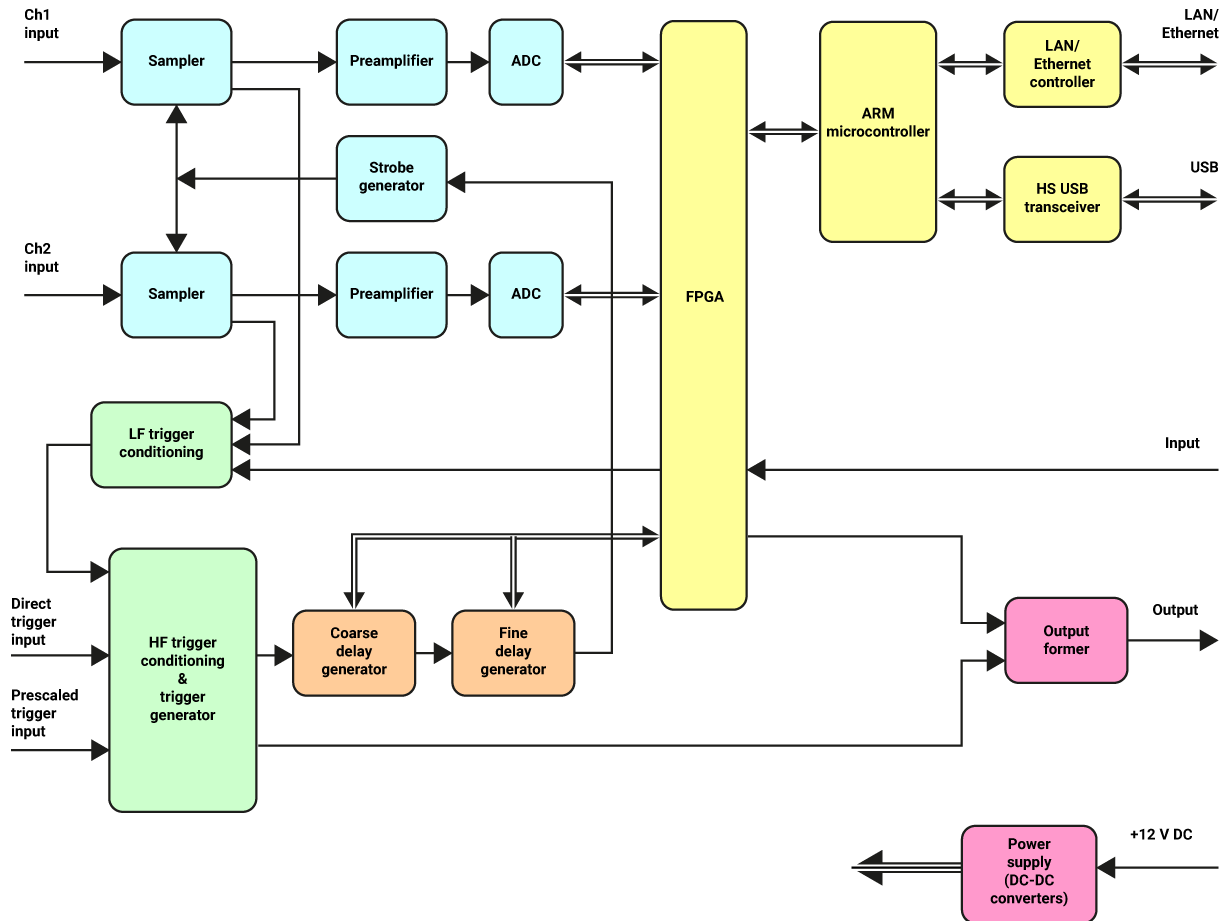 Ch1
input
Sampler
Preamplifier
ADC
LAN/
Ethernet
controller
LAN/
Ethernet
ARM
microcontroller
Strobe
generator
HS USB
transceiver
USB
Ch2
input
Sampler
Preamplifier
ADC
FPGA
LF trigger
conditioning
Input
Direct
trigger
input
Prescaled
trigger
input
HF trigger
conditioning
&
trigger
generator
Coarse
delay
generator
Fine
delay
generator
Output
former
Output
Power
supply
(DC-DC
converters)
+12 V DC